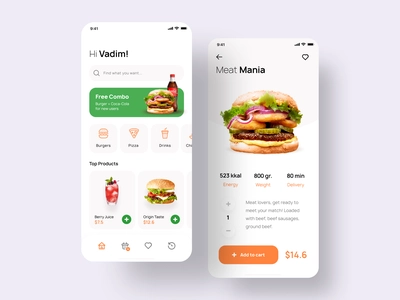 9:41
Hi Vadim!
Find what you want...
Free Combo
Burger + Coca-Cola
for new users
Burgers
Pizza
Drinks
Top Products
Berry Juice
$7.5
Origin Taste
$12.6
9:41
Meat Mania
523 kkal
800 gr.
80 min
Energy
Weight
Delivery
+
1
Meat lovers, get ready to
meet your match! Loaded
with beef: beef sausages,
ground beef
+ Add to cart
$14.6